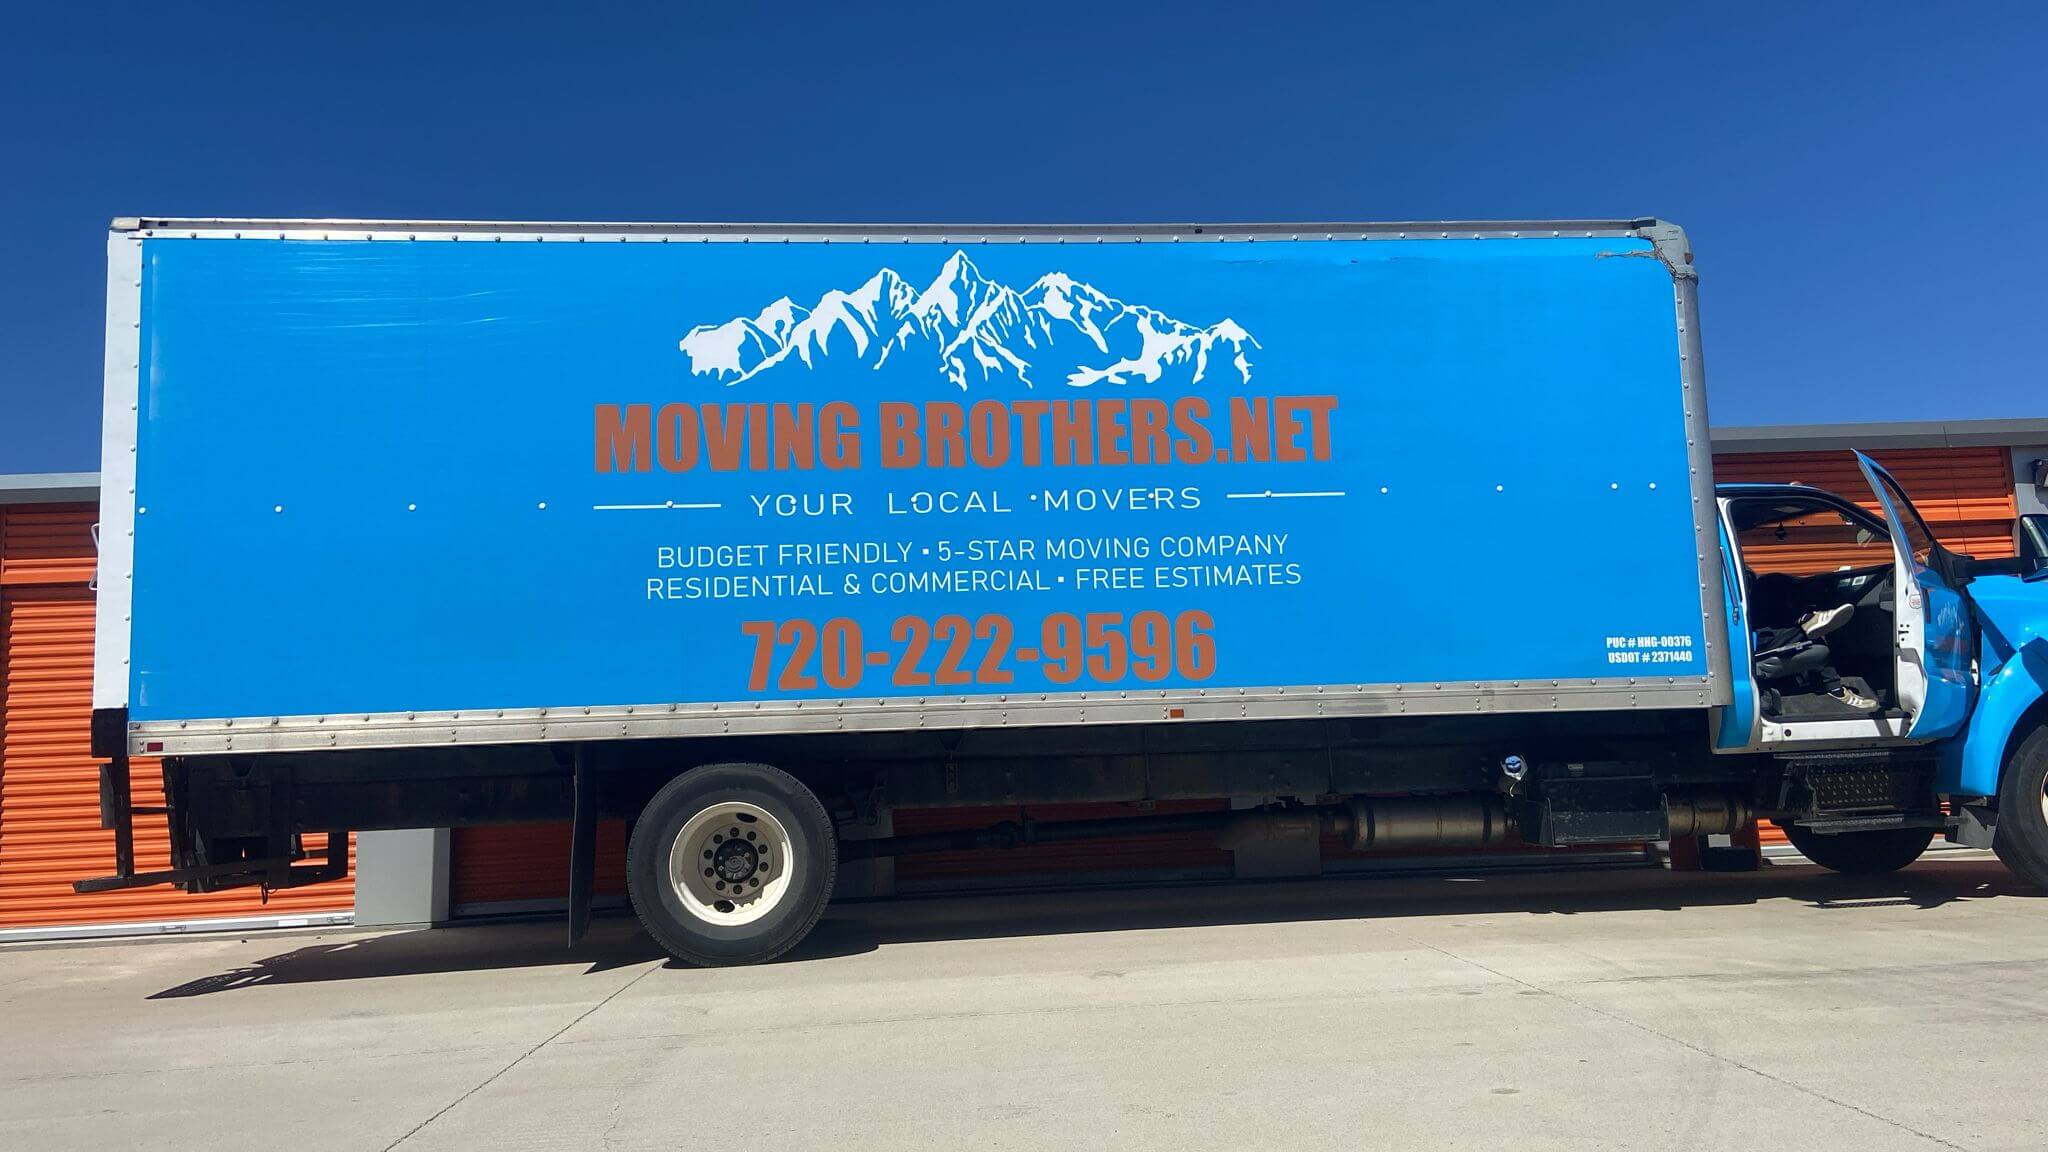 MOVING BROTHERS.NET
YOUR LOCAL MOVERS
BUDGET FRIENDLY ▪ 5-STAR MOVING COMPANY
RESIDENTIAL & COMMERCIAL ▪ FREE ESTIMATES
720-222-9596
PUC # HHG-00376
USDOT # 2371440